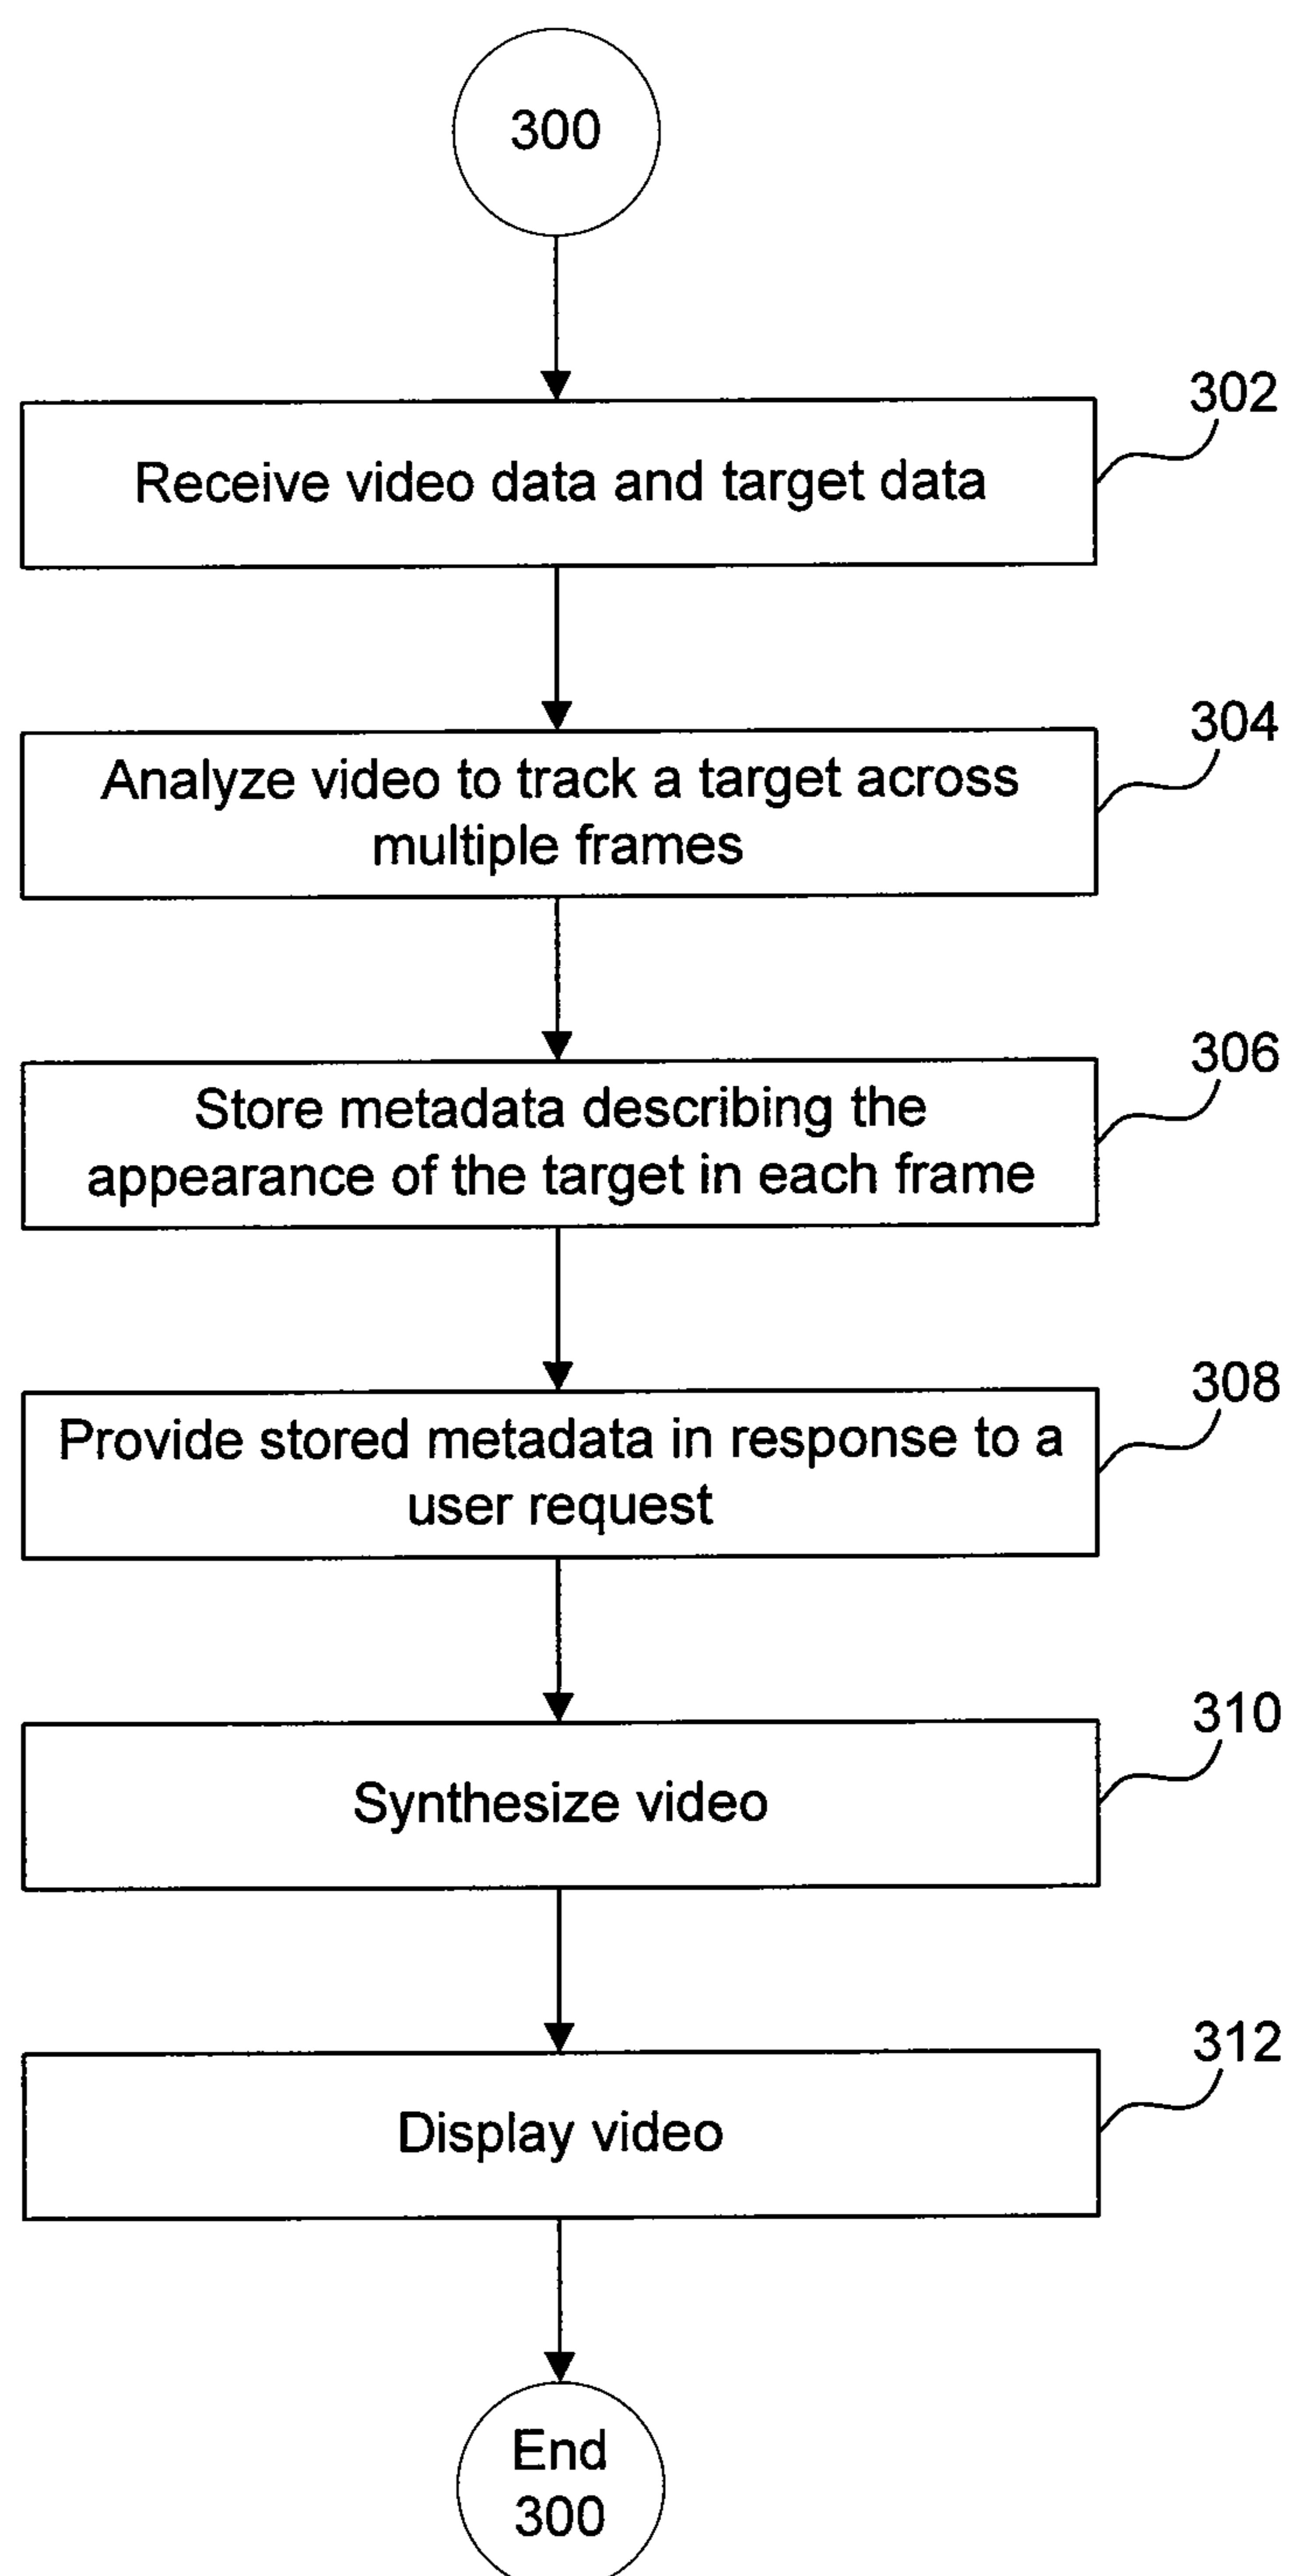 300
302
Receive video data and target data
304
Analyze video to track a target across
multiple frames
306
Store metadata describing the
appearance of the target in each frame
308
Provide stored metadata in response to a
user request
310
Synthesize video
312
Display video
End
300